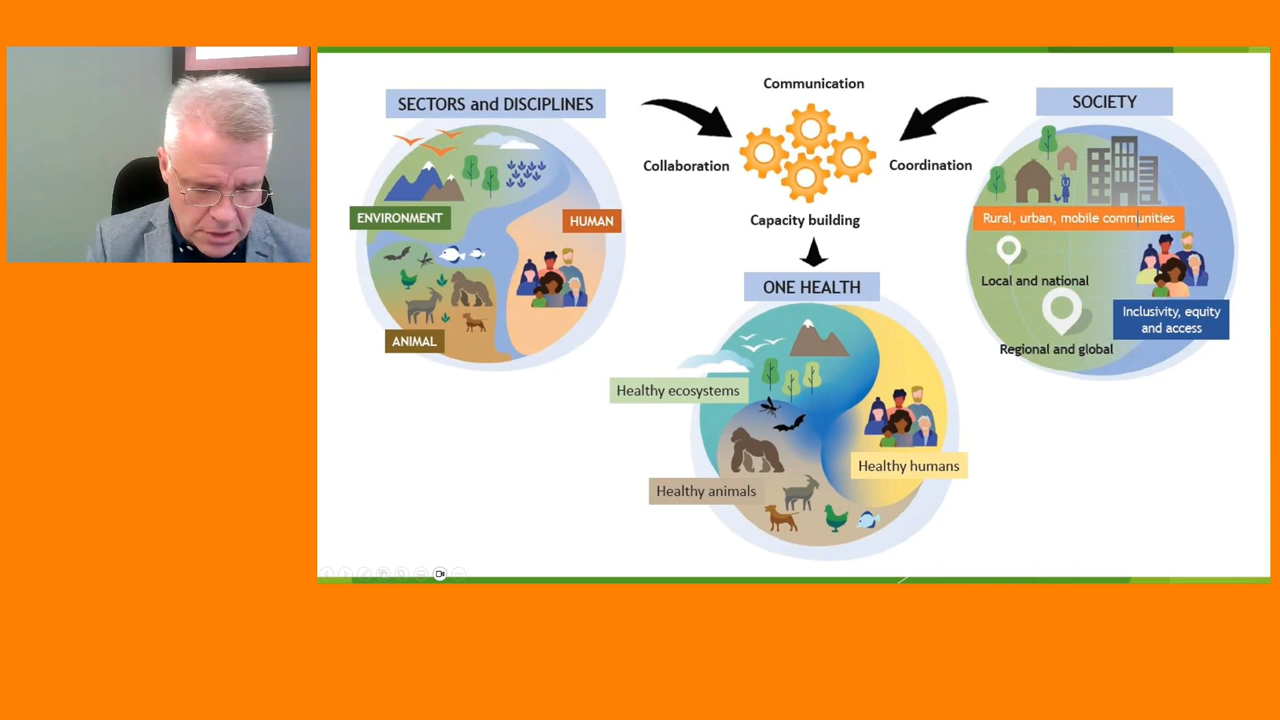 SECTORS and DISCIPLINES
ENVIRONMENT
HUMAN
ANIMAL
Communication
Collaboration
Coordination
Capacity building
SOCIETY
Rural, urban, mobile communities
Local and national
Inclusivity, equity
and access
Regional and global
ONE HEALTH
Healthy ecosystems
Healthy humans
Healthy animals